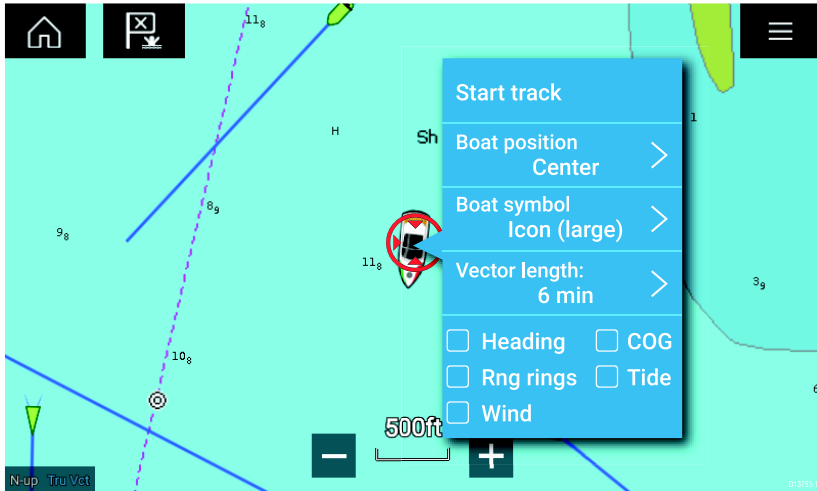 11₈
Start track
1
H
Sh
Boat position
Center
Boat symbol
Icon (large)
8₉
9₈
11₈
Vector length:
6 min
3₉
Heading
COG
10₈
Rng rings
Tide
6
Wind
500ft
N-up Tru Vct